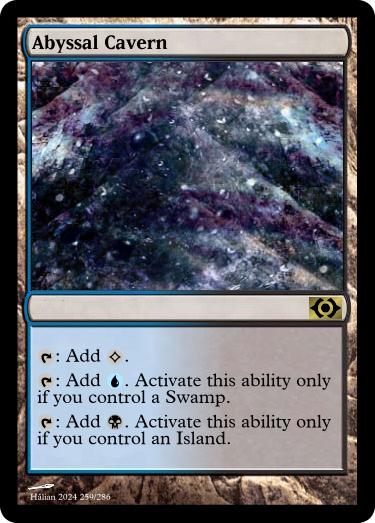 Abyssal Cavern
: Add .
: Add . Activate this ability only
if you control a Swamp.
: Add . Activate this ability only
if you control an Island.
Hálian 2024 259/286